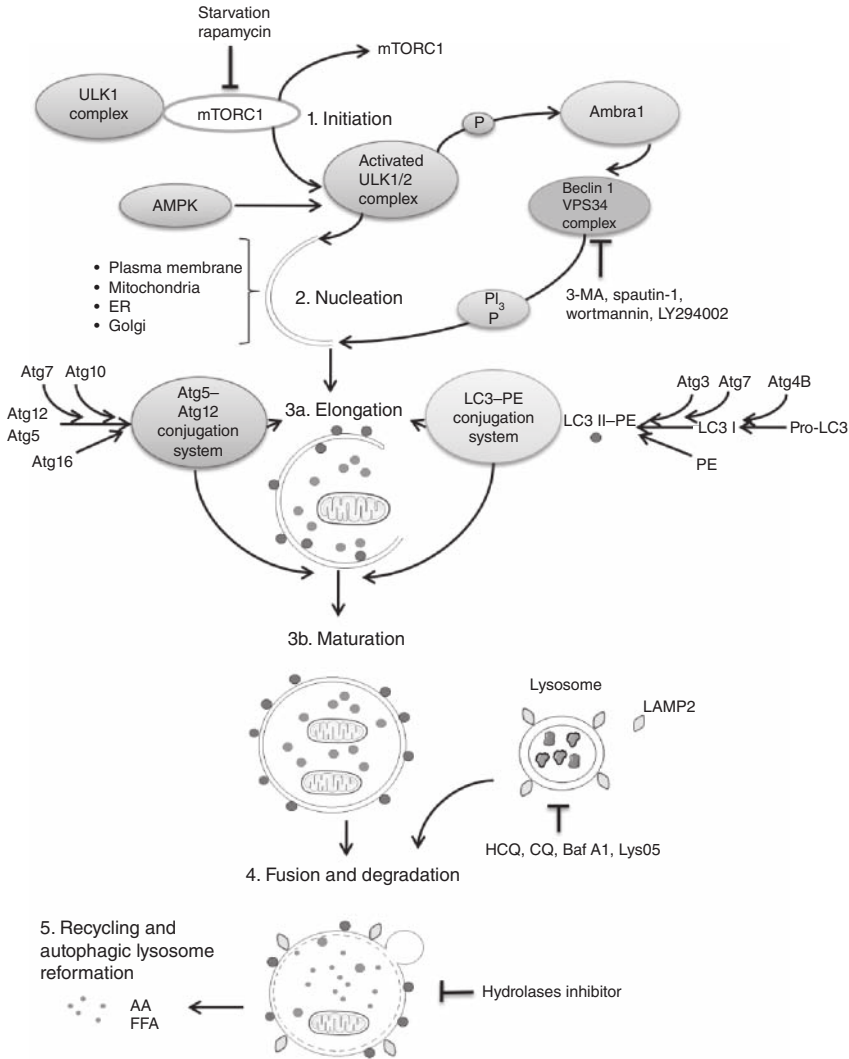 Starvation
rapamycin
mTORC1
ULK1
complex
mTORC1
1. Initiation
P
Ambra1
Activated
ULK1/2
complex
AMPK
Beclin 1
VPS34
complex
• Plasma membrane
• Mitochondria
• ER
• Golgi
2. Nucleation
PI3
P
3-MA, spautin-1,
wortmannin, LY294002
Atg7
Atg10
Atg12
Atg5
Atg16
Atg5–
Atg12
conjugation
system
3a. Elongation
LC3–PE
conjugation
system
LC3 II–PE
Atg3
Atg7
Atg4B
LC3 I
Pro-LC3
PE
3b. Maturation
Lysosome
LAMP2
HCQ, CQ, Baf A1, Lys05
4. Fusion and degradation
5. Recycling and
autophagic lysosome
reformation
AA
FFA
Hydrolases inhibitor